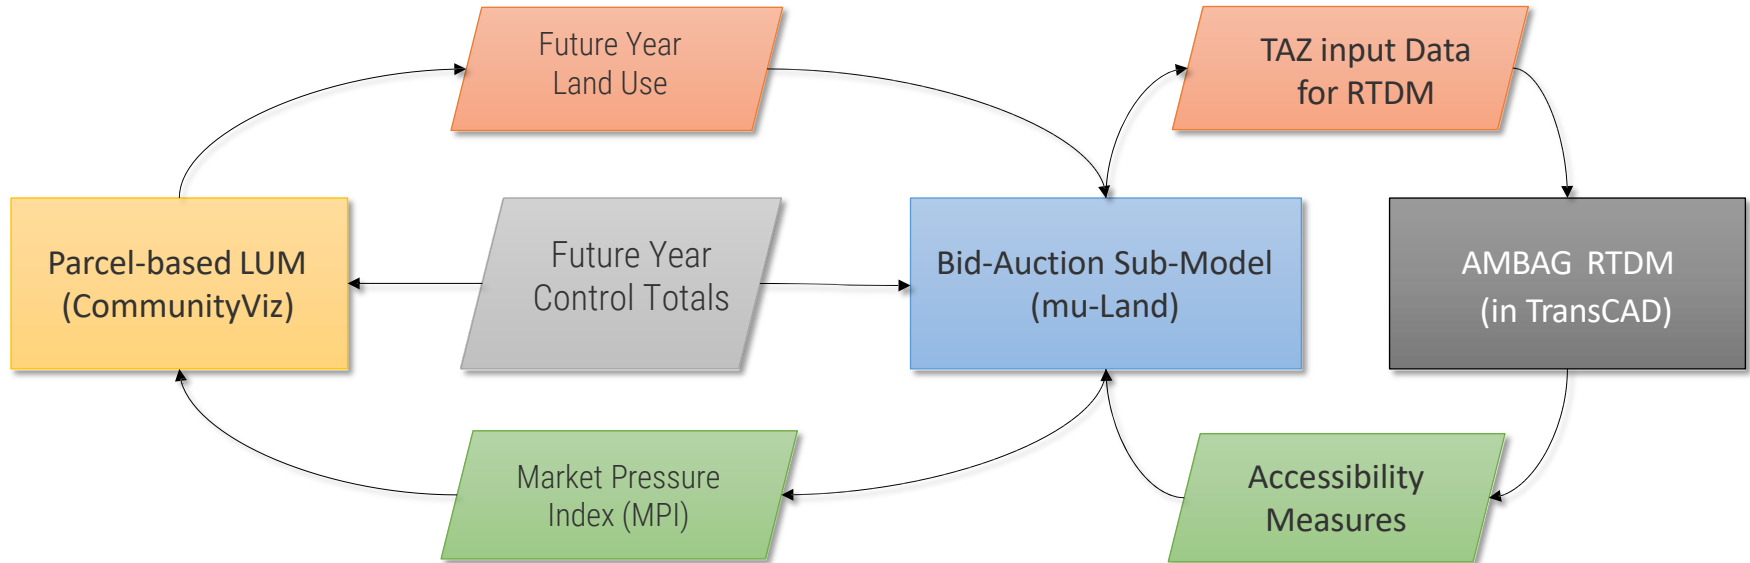 Future Year
Land Use
TAZ input Data
for RTDM
Parcel-based LUM
(CommunityViz)
Future Year
Control Totals
Bid-Auction Sub-Model
(mu-Land)
AMBAG RTDM
(in TransCAD)
Market Pressure
Index (MPI)
Accessibility
Measures